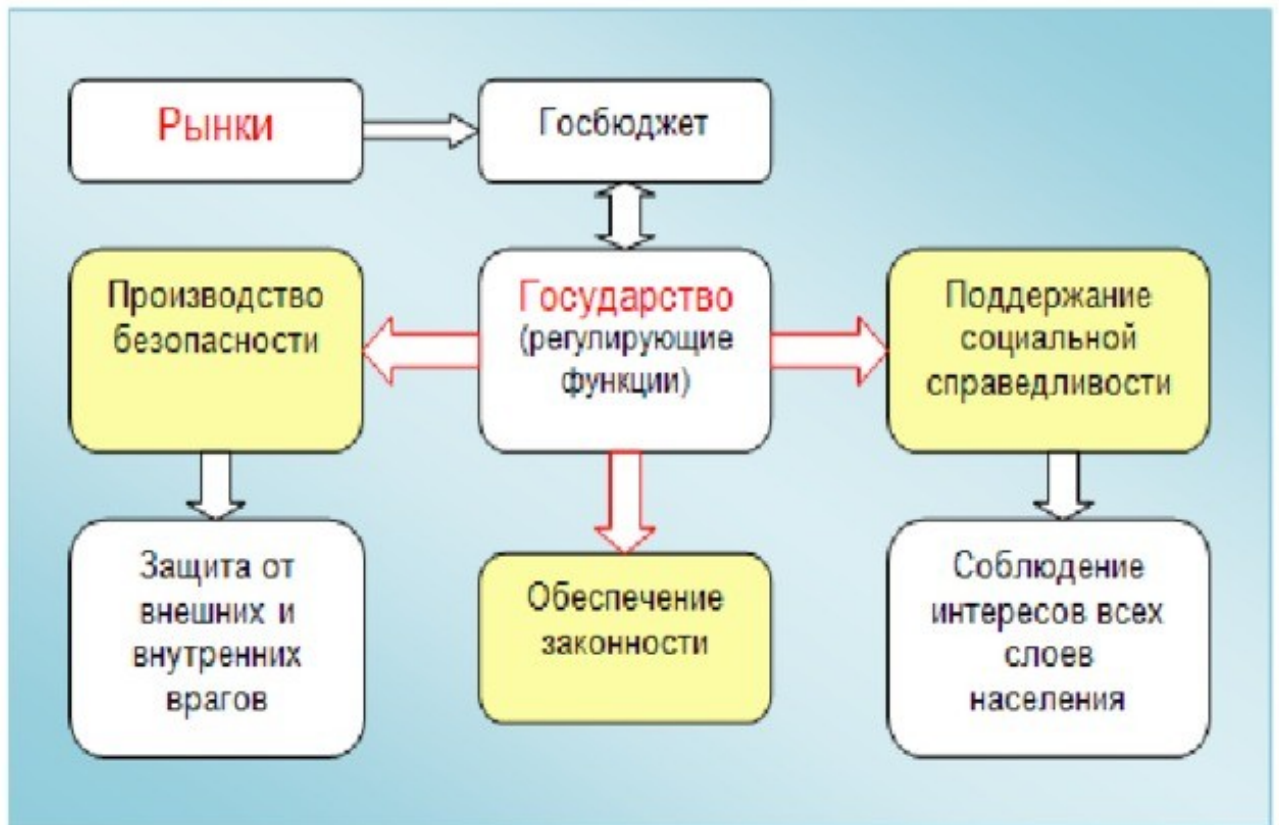 Рынки
Госбюджет
Производство
безопасности
Государство
(регулирующие
функции)
Поддержание
социальной
справедливости
Защита от
внешних и
внутренних
врагов
Обеспечение
законности
Соблюдение
интересов всех
слоев
населения